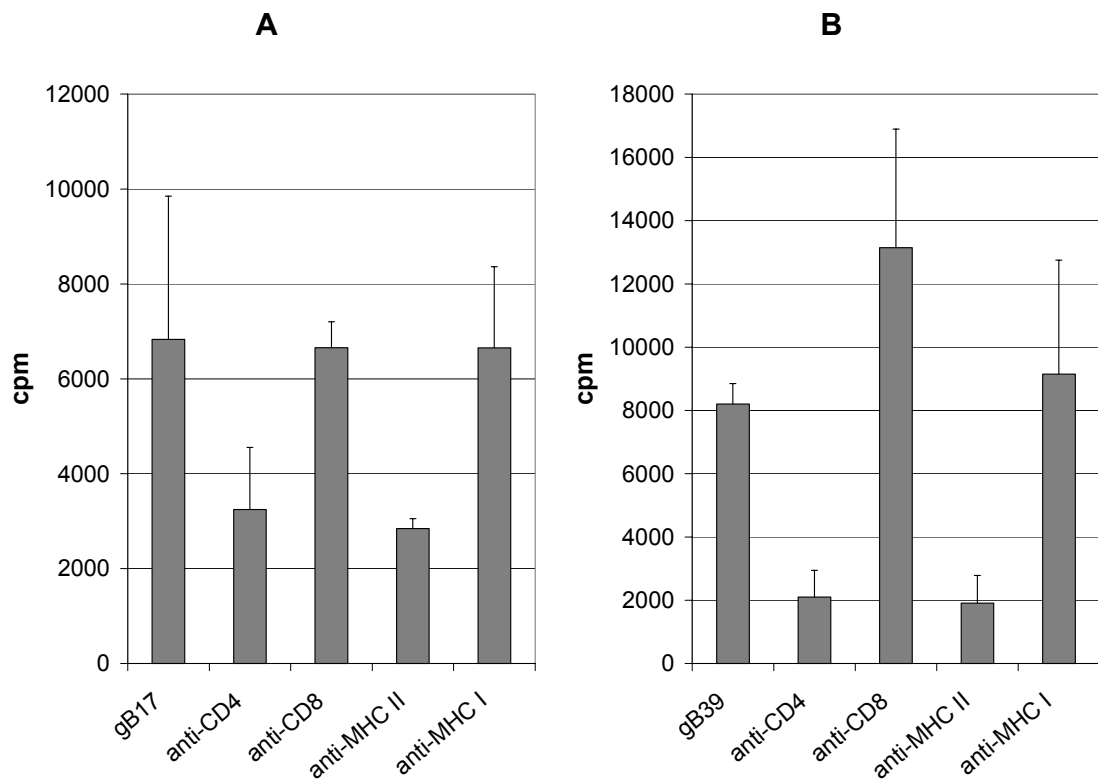 A
12000
10000
8000
6000
4000
2000
0
cpm
gB17
anti-CD4
anti-CD8
anti-MHC II
anti-MHC I
B
18000
16000
14000
12000
10000
8000
6000
4000
2000
0
cpm
gB39
anti-CD4
anti-CD8
anti-MHC II
anti-MHC I